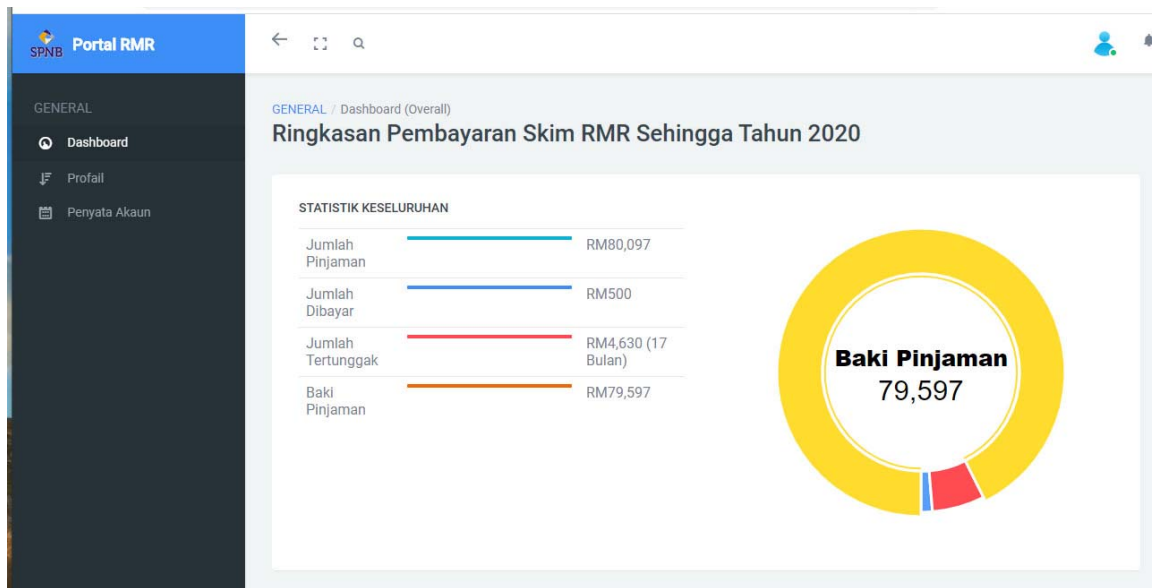 SPNB Portal RMR
GENERAL
Dashboard
Profail
Penyata Akaun
GENERAL / Dashboard (Overall)
Ringkasan Pembayaran Skim RMR Sehingga Tahun 2020
STATISTIK KESELURUHAN
Jumlah
Pinjaman
RM80,097
Jumlah
Dibayar
RM500
Jumlah
Tertunggak
RM4,630 (17
Bulan)
Baki
Pinjaman
RM79,597
Baki Pinjaman
79,597